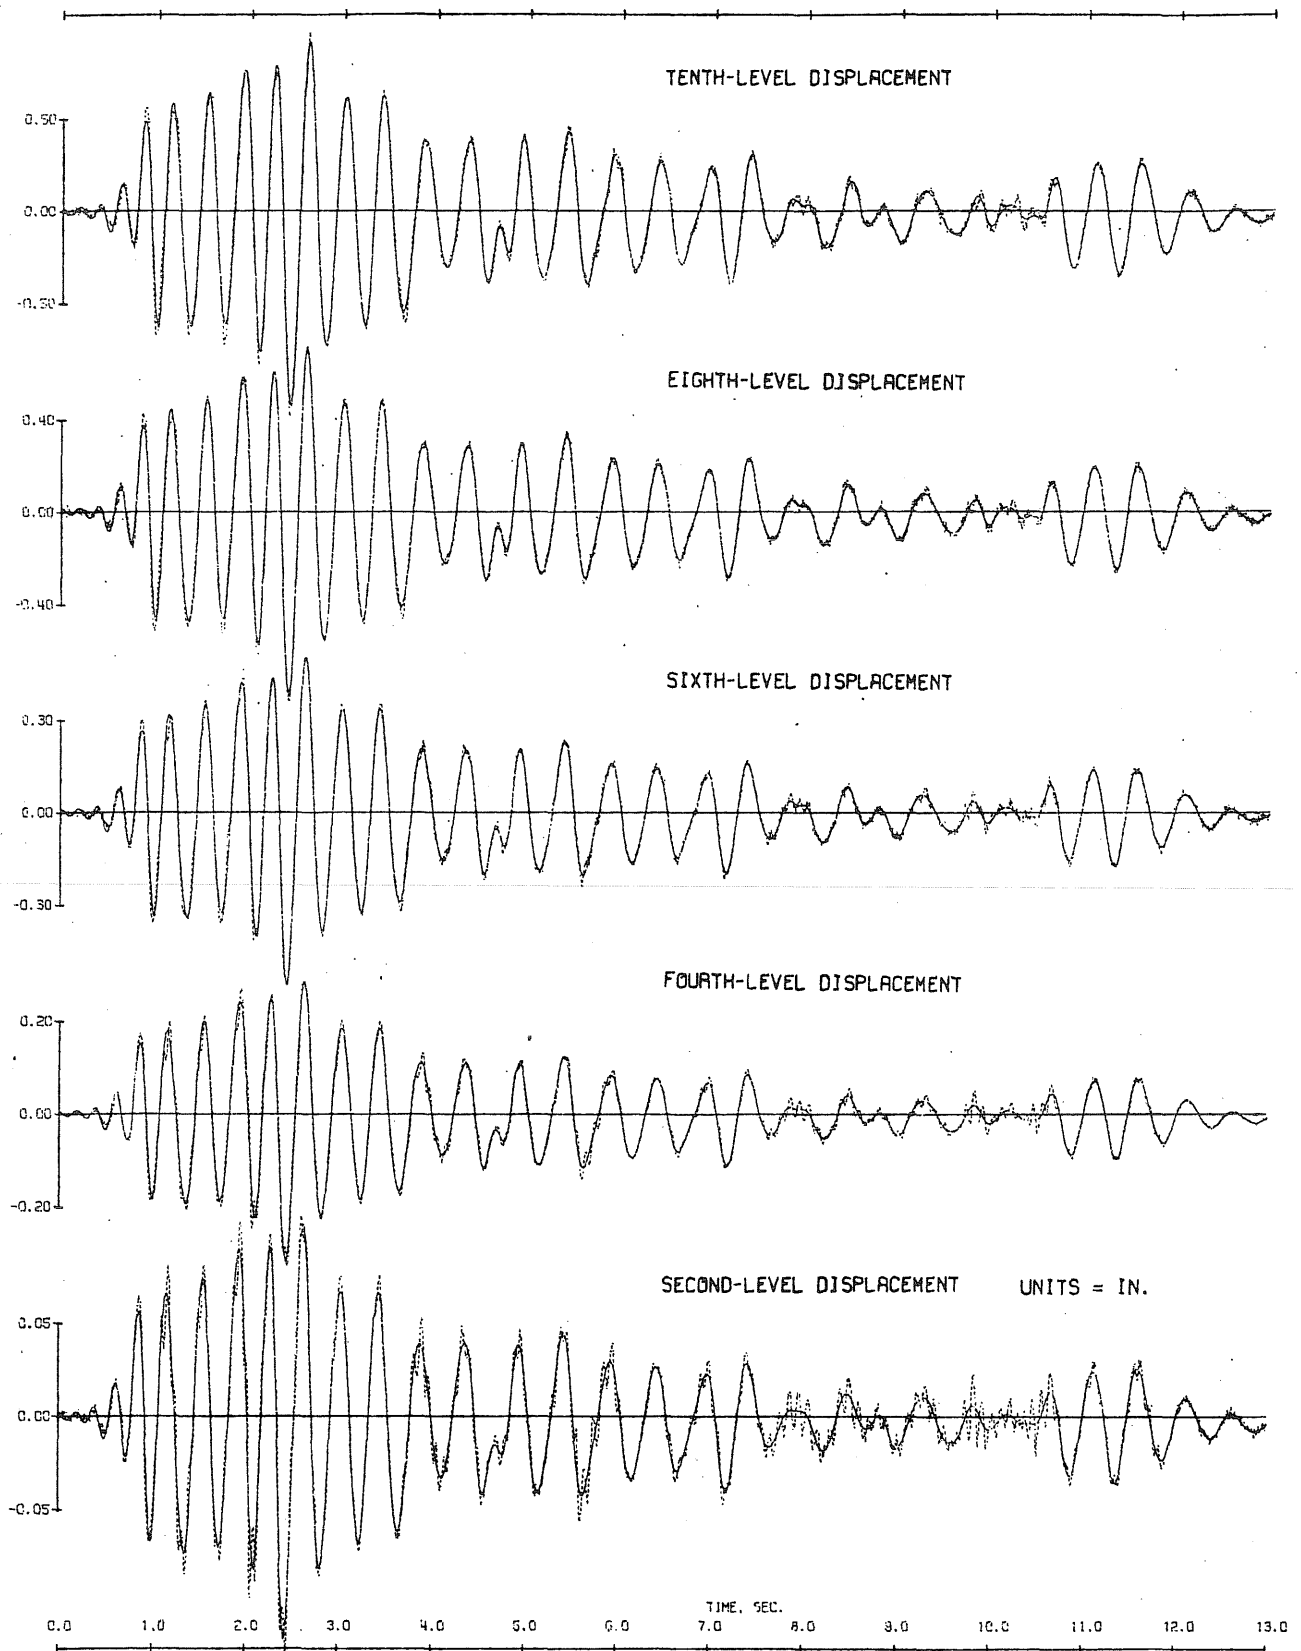 TENTH-LEVEL DISPLACEMENT
0.50
0.00
-0.50
EIGHTH-LEVEL DISPLACEMENT
0.40
0.00
-0.40
SIXTH-LEVEL DISPLACEMENT
0.30
0.00
-0.30
FOURTH-LEVEL DISPLACEMENT
0.20
0.00
-0.20
SECOND-LEVEL DISPLACEMENT UNITS = IN.
0.05
0.00
-0.05
TIME, SEC.
0.0 1.0 2.0 3.0 4.0 5.0 6.0 7.0 8.0 9.0 10.0 11.0 12.0 13.0